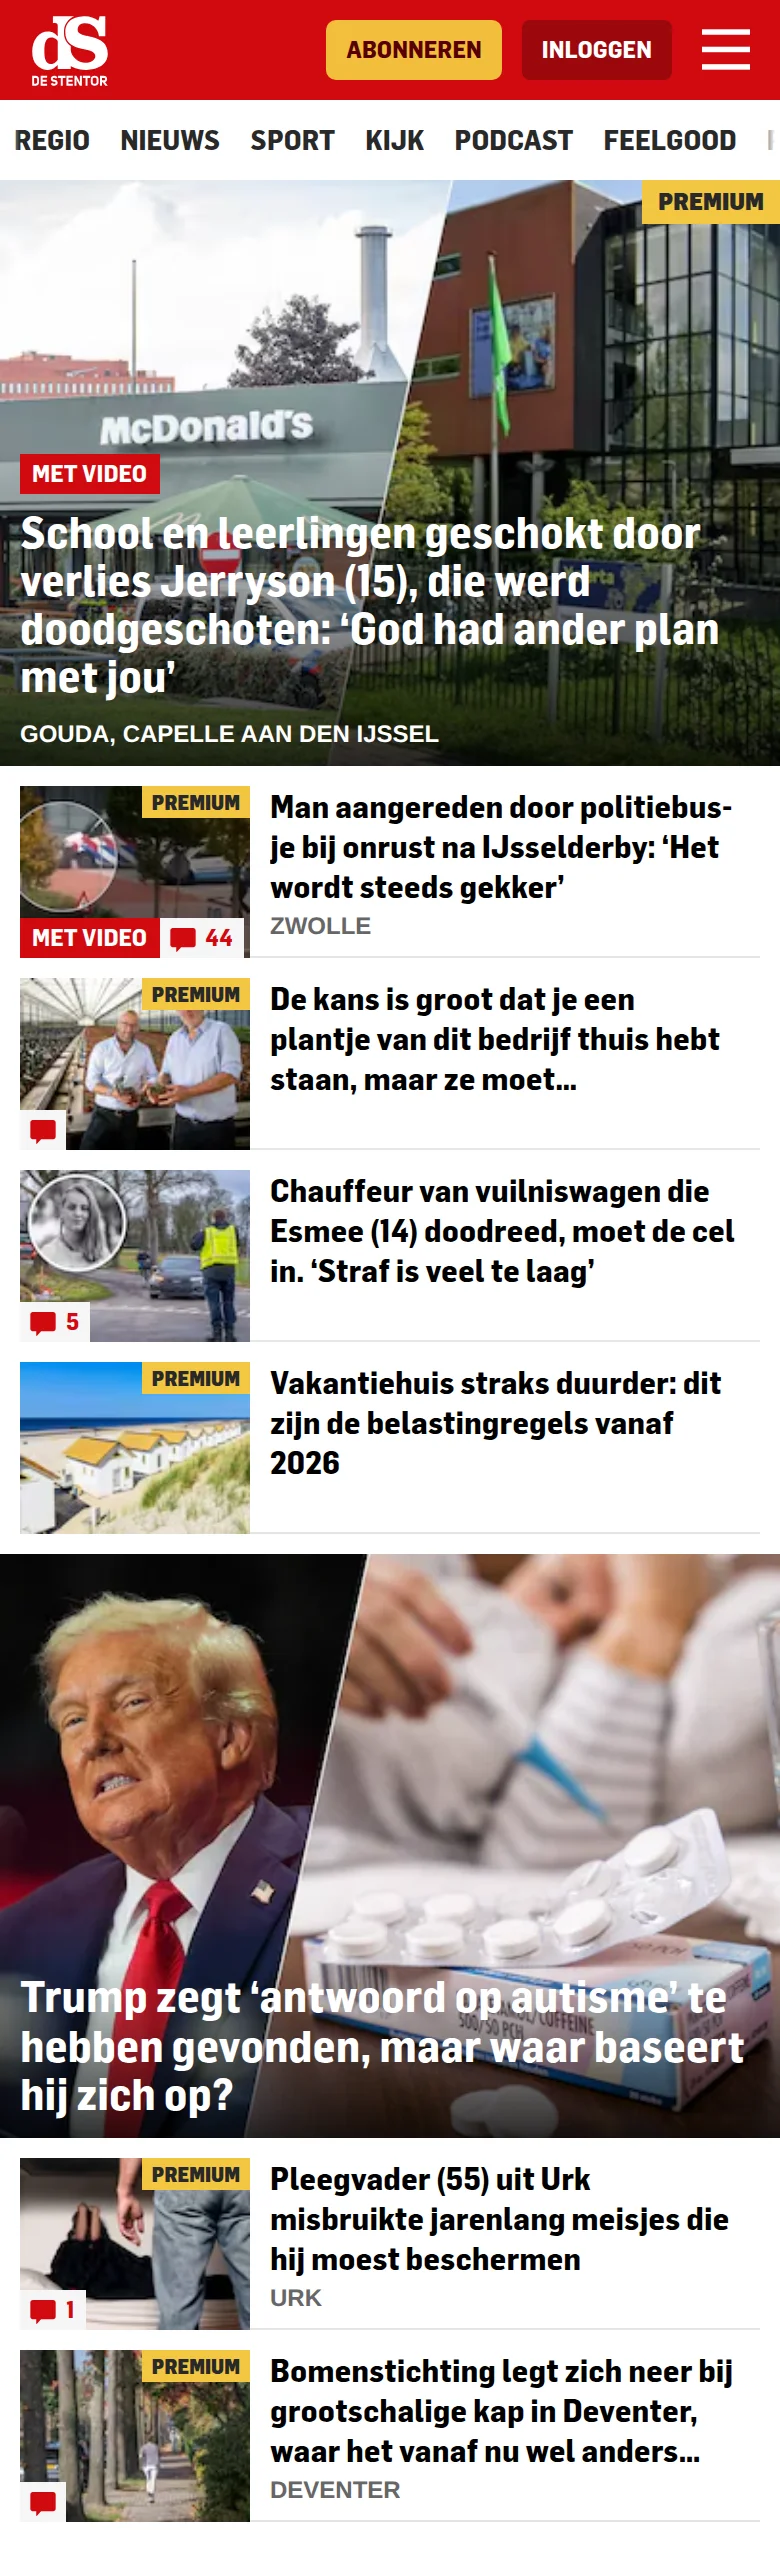 dS
DE STENTOR
ABONNEREN
INLOGGEN
REGIO NIEUWS SPORT KIJK PODCAST FEELGOOD
PREMIUM
McDonald's
MET VIDEO
School en leerlingen geschokt door
verlies Jerryson (15), die werd
doodgeschoten: ‘God had ander plan
met jou’
GOUDA, CAPELLE AAN DEN IJSSEL
PREMIUM
MET VIDEO
44
Man aangereden door politiebus-
je bij onrust na IJsselderby: ‘Het
wordt steeds gekker’
ZWOLLE
PREMIUM
De kans is groot dat je een
plantje van dit bedrijf thuis hebt
staan, maar ze moet...
5
Chauffeur van vuilniswagen die
Esmee (14) doodreed, moet de cel
in. ‘Straf is veel te laag’
PREMIUM
Vakantiehuis straks duurder: dit
zijn de belastingregels vanaf
2026
Trump zegt ‘antwoord op autisme’ te
hebben gevonden, maar waar baseert
hij zich op?
PREMIUM
1
Pleegvader (55) uit Urk
misbruikte jarenlang meisjes die
hij moest beschermen
URK
PREMIUM
Bomenstichting legt zich neer bij
grootschalige kap in Deventer,
waar het vanaf nu wel anders...
DEVENTER